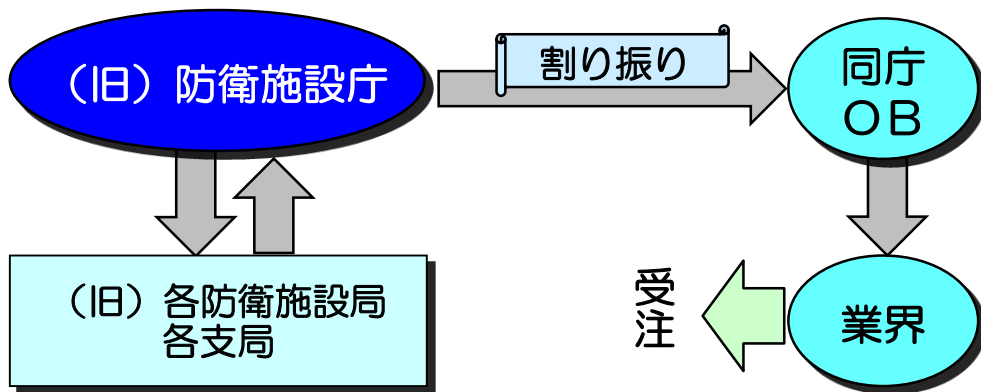 （旧）防衛施設庁
割り振り
同庁
ＯＢ
（旧）各防衛施設局
各支局
受
注
業界